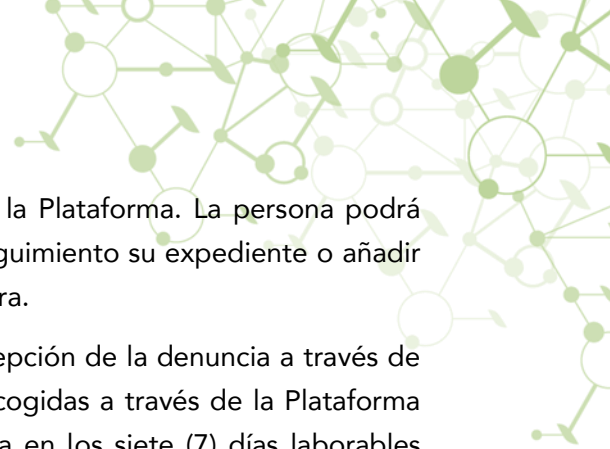 la Plataforma. La persona podrá
guimiento su expediente o añadir
ra.
epción de la denuncia a través de
cogidas a través de la Plataforma
a en los siete (7) días laborables